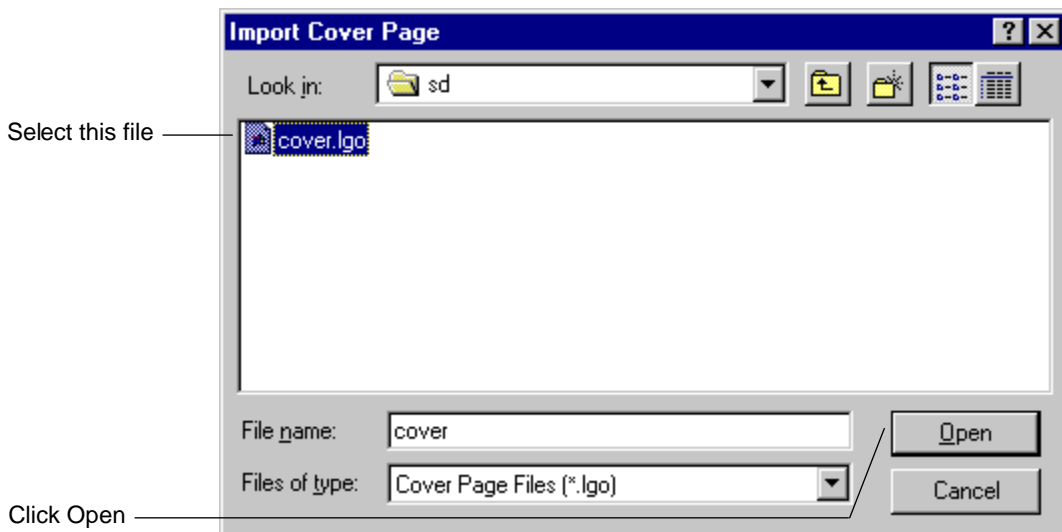 Import Cover Page
Look in: sd
Select this file
cover.lgo
File name: cover
Open
Files of type: Cover Page Files (*.lgo)
Cancel
Click Open